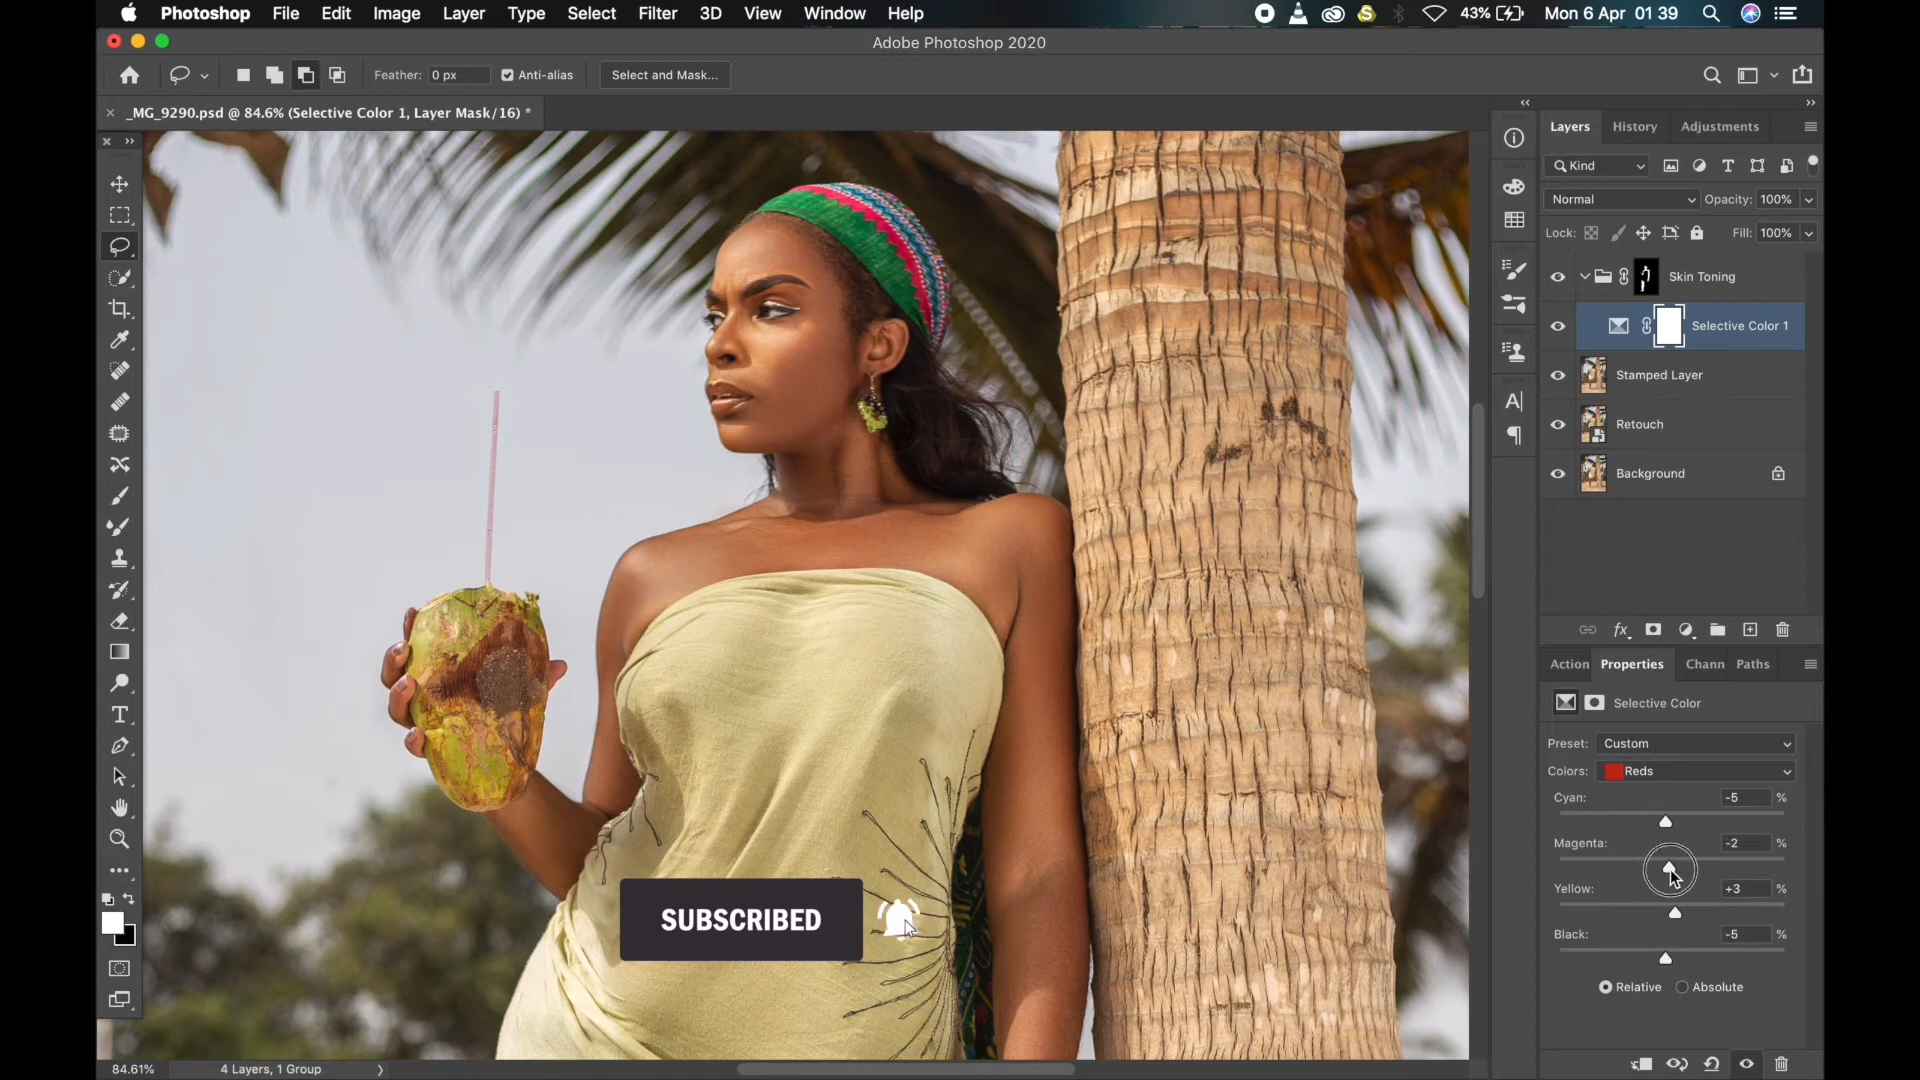 Photoshop File Edit Image Layer Type Select Filter 3D View Window Help 43% Mon 6 Apr 01 39
Adobe Photoshop 2020
Feather: 0 px Anti-alias Select and Mask...
_MG_9290.psd @ 84.6% (Selective Color 1, Layer Mask/16) *
Layers History Adjustments
Kind
Normal Opacity: 100%
Lock: Fill: 100%
Skin Toning
Selective Color 1
Stamped Layer
Retouch
Background
Action Properties Chann Paths
Selective Color
Preset: Custom
Colors: Reds
Cyan: -5 %
Magenta: -2 %
Yellow: +3 %
Black: -5 %
Relative Absolute
SUBSCRIBED
84.61% 4 Layers, 1 Group